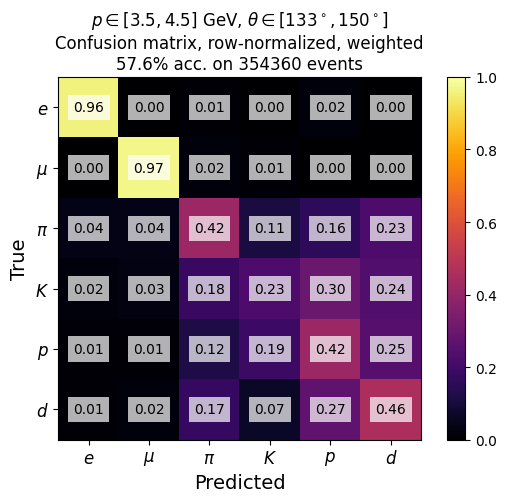 p ∈ [3.5, 4.5] GeV, θ ∈ [133°, 150°]
Confusion matrix, row-normalized, weighted
57.6% acc. on 354360 events
e 0.96 0.00 0.01 0.00 0.02 0.00
μ 0.00 0.97 0.02 0.01 0.00 0.00
π 0.04 0.04 0.42 0.11 0.16 0.23
K 0.02 0.03 0.18 0.23 0.30 0.24
p 0.01 0.01 0.12 0.19 0.42 0.25
d 0.01 0.02 0.17 0.07 0.27 0.46
e μ π K p d
Predicted
True
1.0
0.8
0.6
0.4
0.2
0.0